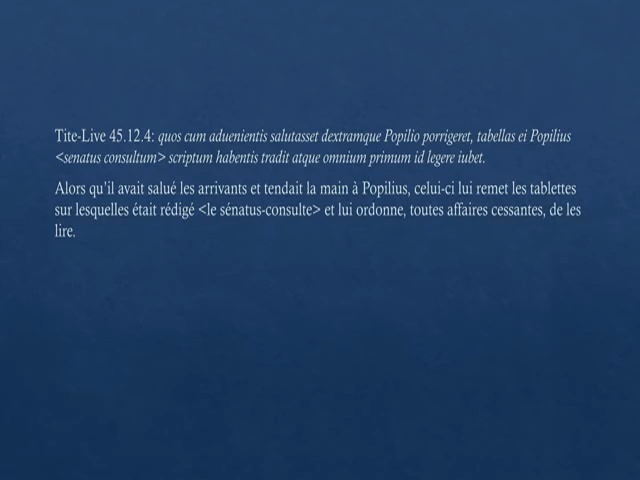 Tite-Live 45.12.4: quos cum aduenientis salutasset dextramque Popilio porrigeret, tabellas ei Popilius
<senatus consultum> scriptum habentis tradit atque omnium primum id legere iubet.
Alors qu'il avait salué les arrivants et tendait la main à Popilius, celui-ci lui remet les tablettes
sur lesquelles était rédigé <le sénatus-consulte> et lui ordonne, toutes affaires cessantes, de les
lire.